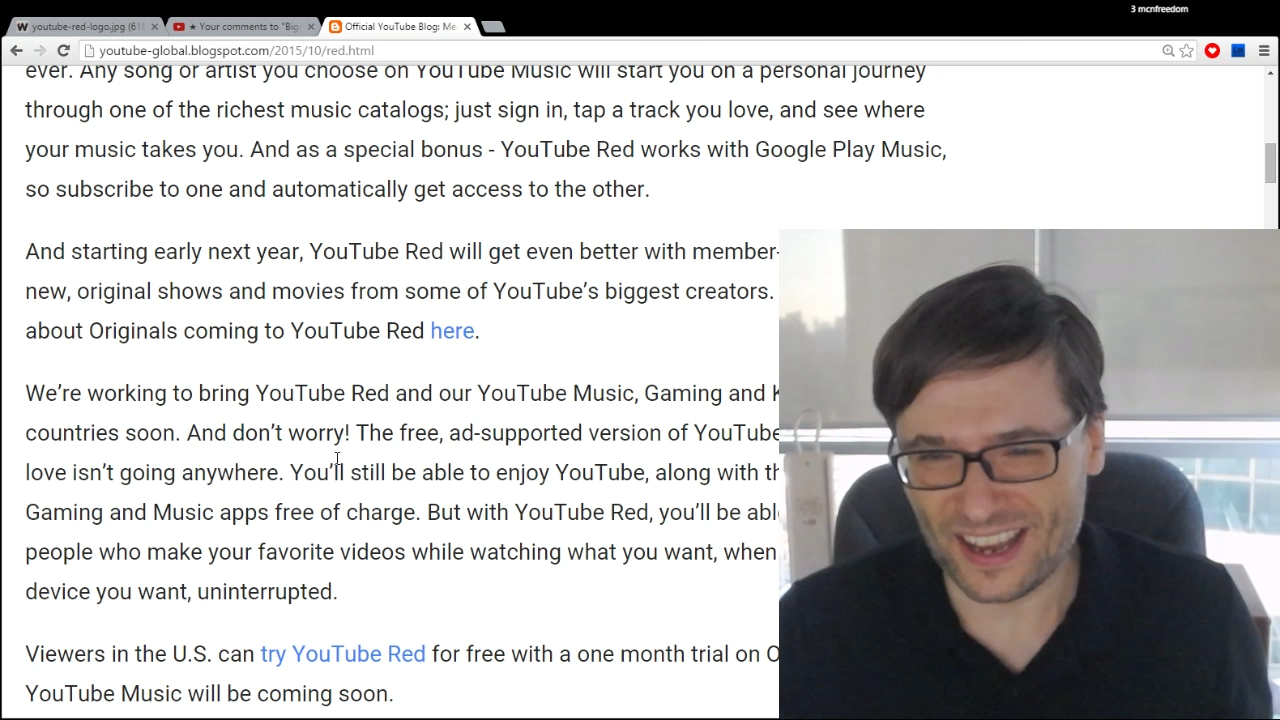 3 mcnfreedom
youtube-red-logo.jpg (61
★ Your comments to "Big
Official YouTube Blog: Me
youtube-global.blogspot.com/2015/10/red.html
ever. Any song or artist you choose on YouTube Music will start you on a personal journey
through one of the richest music catalogs; just sign in, tap a track you love, and see where
your music takes you. And as a special bonus - YouTube Red works with Google Play Music,
so subscribe to one and automatically get access to the other.
And starting early next year, YouTube Red will get even better with member-
new, original shows and movies from some of YouTube’s biggest creators.
about Originals coming to YouTube Red here.
We’re working to bring YouTube Red and our YouTube Music, Gaming and K
countries soon. And don’t worry! The free, ad-supported version of YouTube
love isn’t going anywhere. You’ll still be able to enjoy YouTube, along with th
Gaming and Music apps free of charge. But with YouTube Red, you’ll be abl
people who make your favorite videos while watching what you want, when
device you want, uninterrupted.
Viewers in the U.S. can try YouTube Red for free with a one month trial on O
YouTube Music will be coming soon.